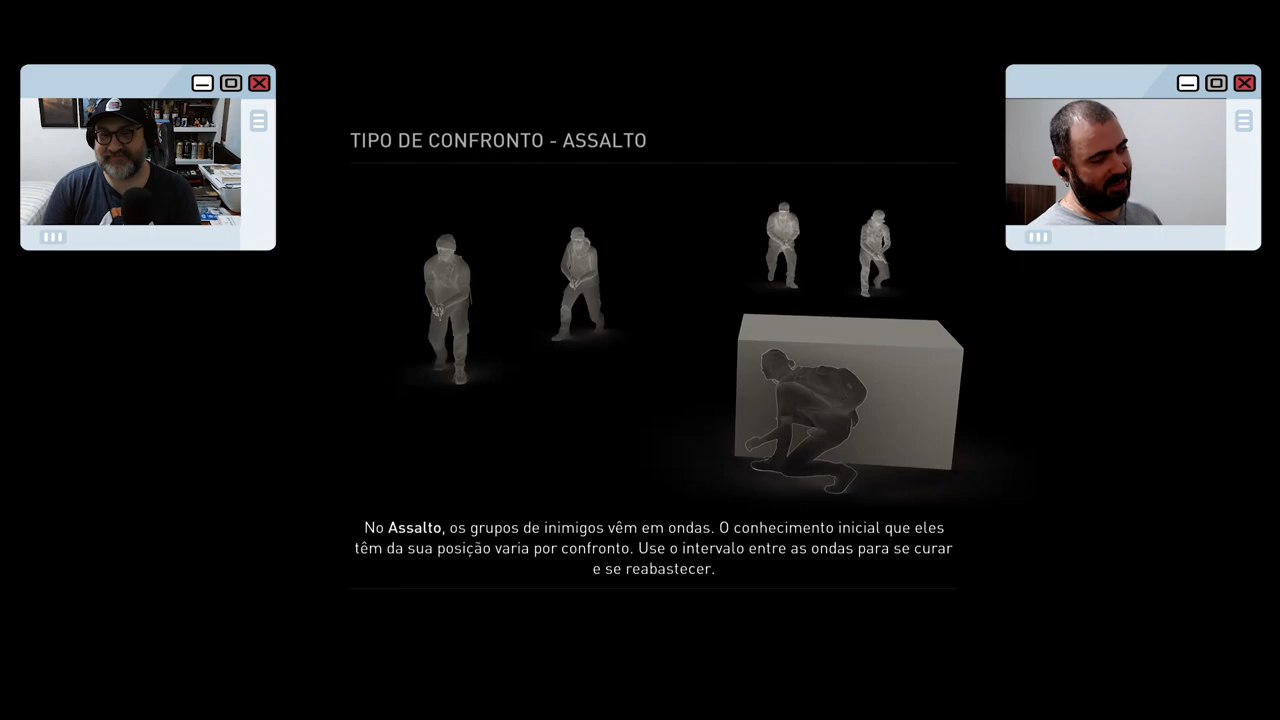 TIPO DE CONFRONTO - ASSALTO
No Assalto, os grupos de inimigos vêm em ondas. O conhecimento inicial que eles
têm da sua posição varia por confronto. Use o intervalo entre as ondas para se curar
e se reabastecer.